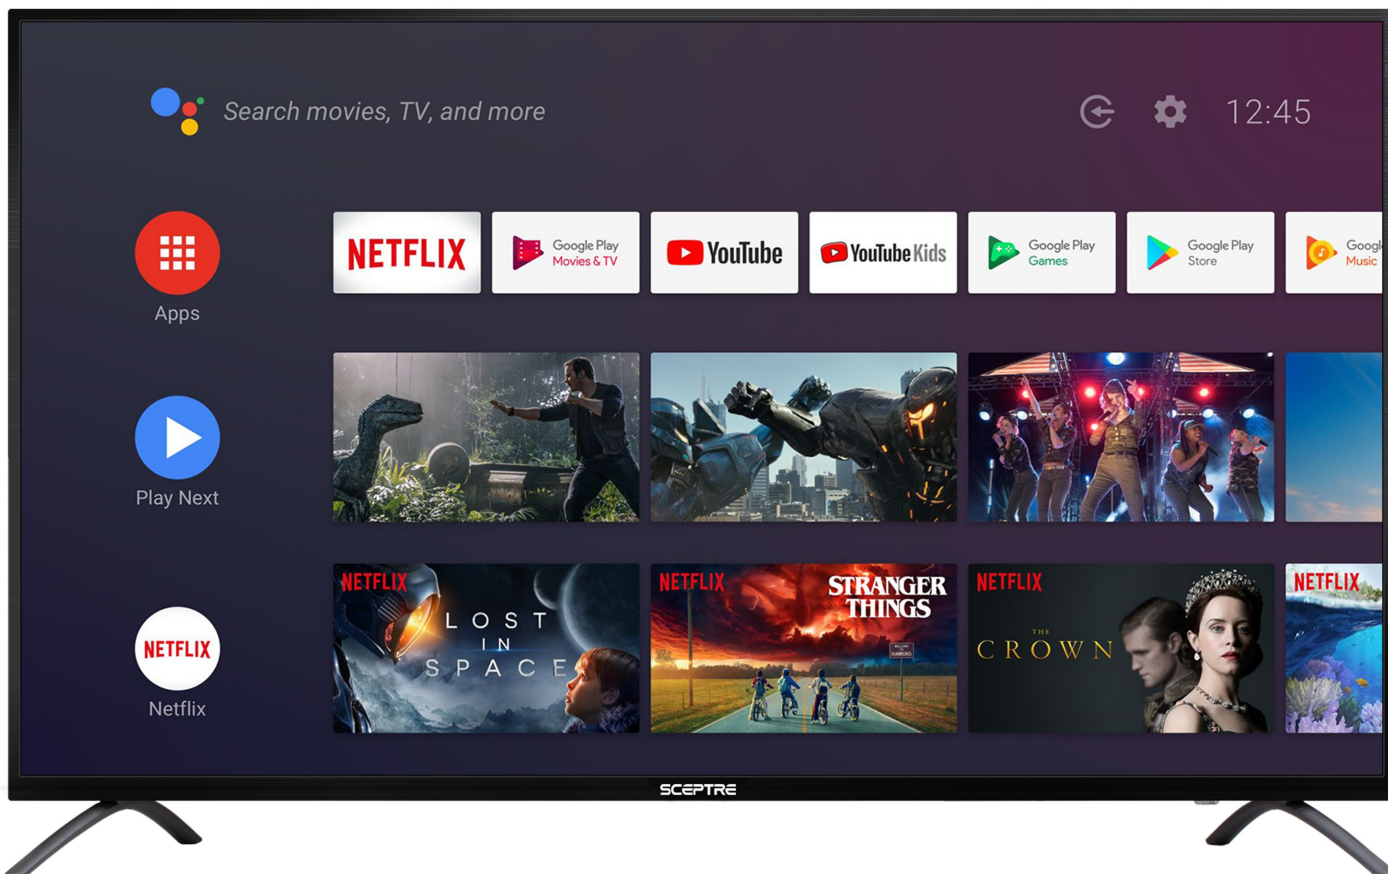 Search movies, TV, and more
12:45
NETFLIX
Google Play
Movies & TV
YouTube
YouTube Kids
Google Play
Games
Google Play
Store
Googl
Music
Apps
Play Next
NETFLIX
LOST
IN
SPACE
NETFLIX
STRANGER
THINGS
HAWKINS
NETFLIX
THE
CROWN
NETFLIX
NETFLIX
Netflix
SCEPTRE